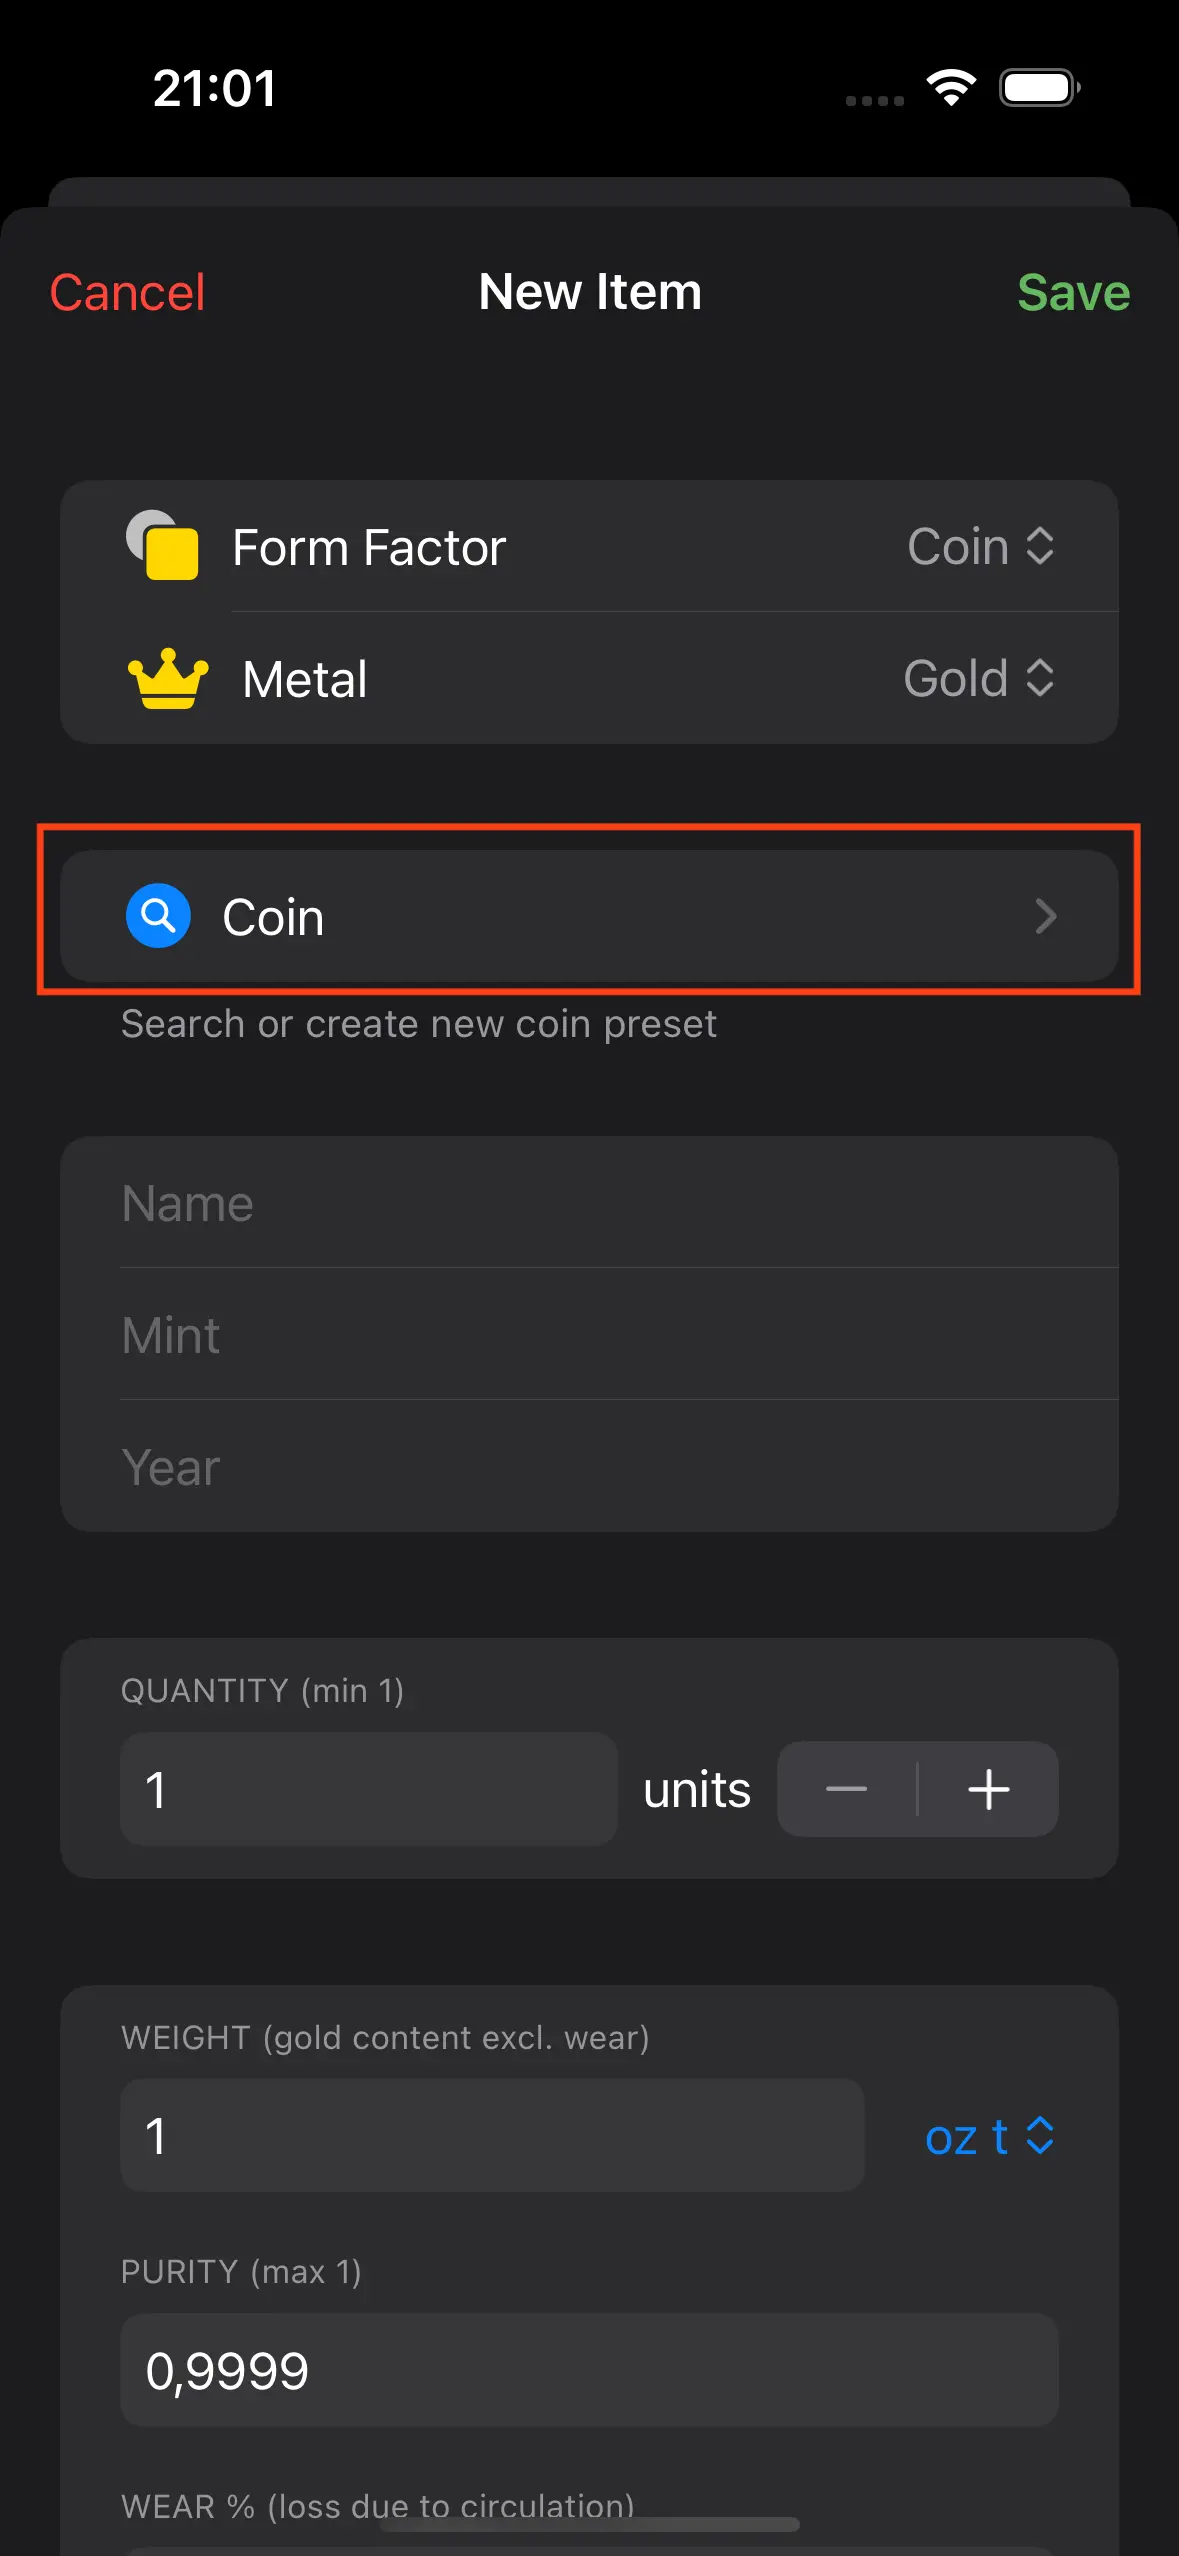 21:01
Cancel New Item Save
Form Factor Coin
Metal Gold
Coin
Search or create new coin preset
Name
Mint
Year
QUANTITY (min 1)
1 units
WEIGHT (gold content excl. wear)
1 oz t
PURITY (max 1)
0,9999
WEAR % (loss due to circulation)